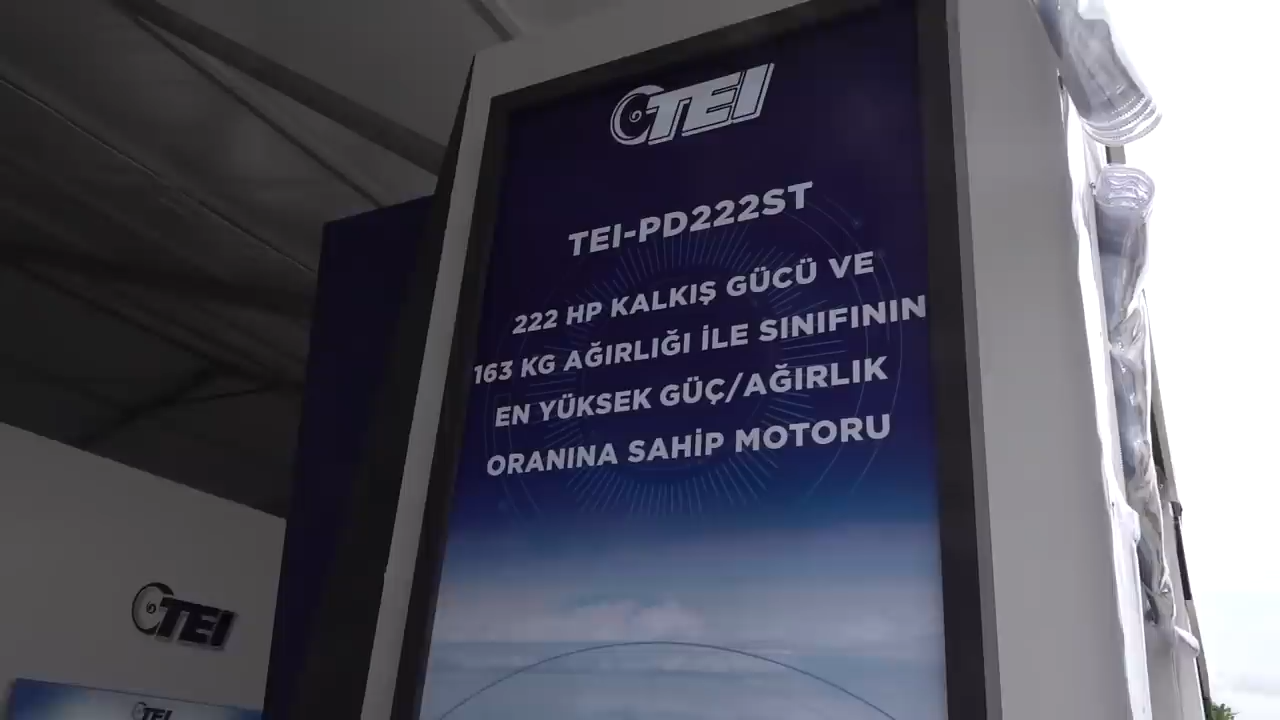 TEI
TEI-PD222ST
222 HP KALKIŞ GÜCÜ VE
163 KG AĞIRLIĞI İLE SINIFININ
EN YÜKSEK GÜÇ/AĞIRLIK
ORANINA SAHİP MOTORU
TEI
TEI